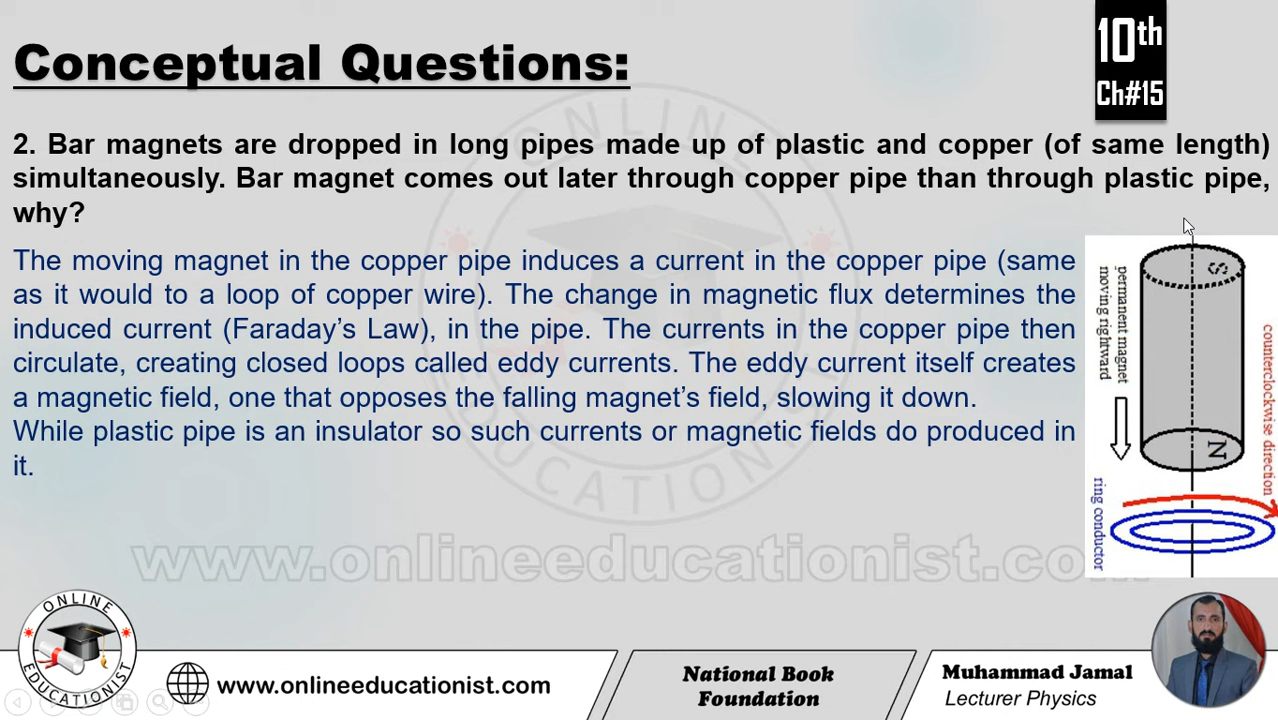 Conceptual Questions:
10th
Ch#15
2. Bar magnets are dropped in long pipes made up of plastic and copper (of same length)
simultaneously. Bar magnet comes out later through copper pipe than through plastic pipe,
why?
The moving magnet in the copper pipe induces a current in the copper pipe (same
as it would to a loop of copper wire). The change in magnetic flux determines the
induced current (Faraday's Law), in the pipe. The currents in the copper pipe then
circulate, creating closed loops called eddy currents. The eddy current itself creates
a magnetic field, one that opposes the falling magnet's field, slowing it down.
While plastic pipe is an insulator so such currents or magnetic fields do produced in
it.
permanent magnet
moving rightward
S
N
counterclockwise direction
ring conductor
ONLINE
EDUCATIONIST
www.onlineeducationist.com
ONLINE
EDUCATIONIST
www.onlineeducationist.com
National Book
Foundation
Muhammad Jamal
Lecturer Physics